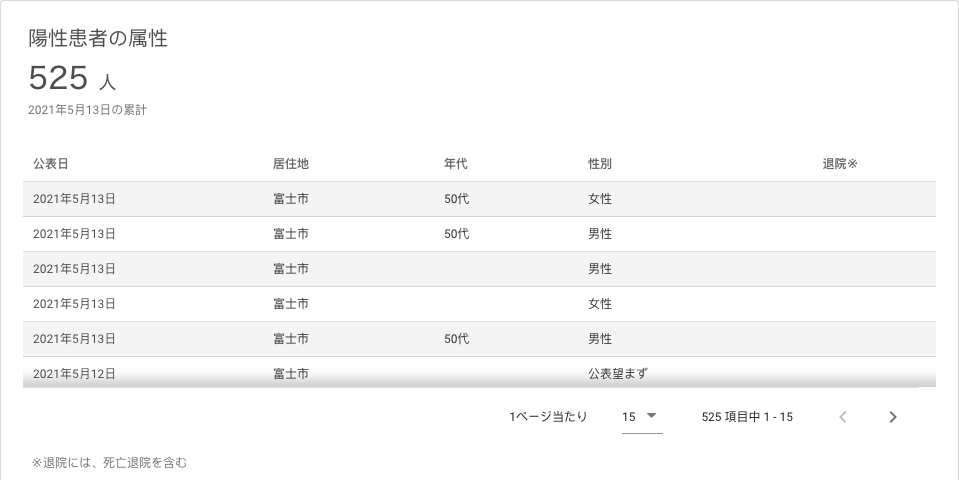 陽性患者の属性
525 人
2021年5月13日の累計
公表日 居住地 年代 性別 退院※
2021年5月13日 富士市 50代 女性
2021年5月13日 富士市 50代 男性
2021年5月13日 富士市 男性
2021年5月13日 富士市 女性
2021年5月13日 富士市 50代 男性
2021年5月12日 富士市 公表望まず
1ページ当たり 15 525 項目中 1 - 15
※退院には、死亡退院を含む